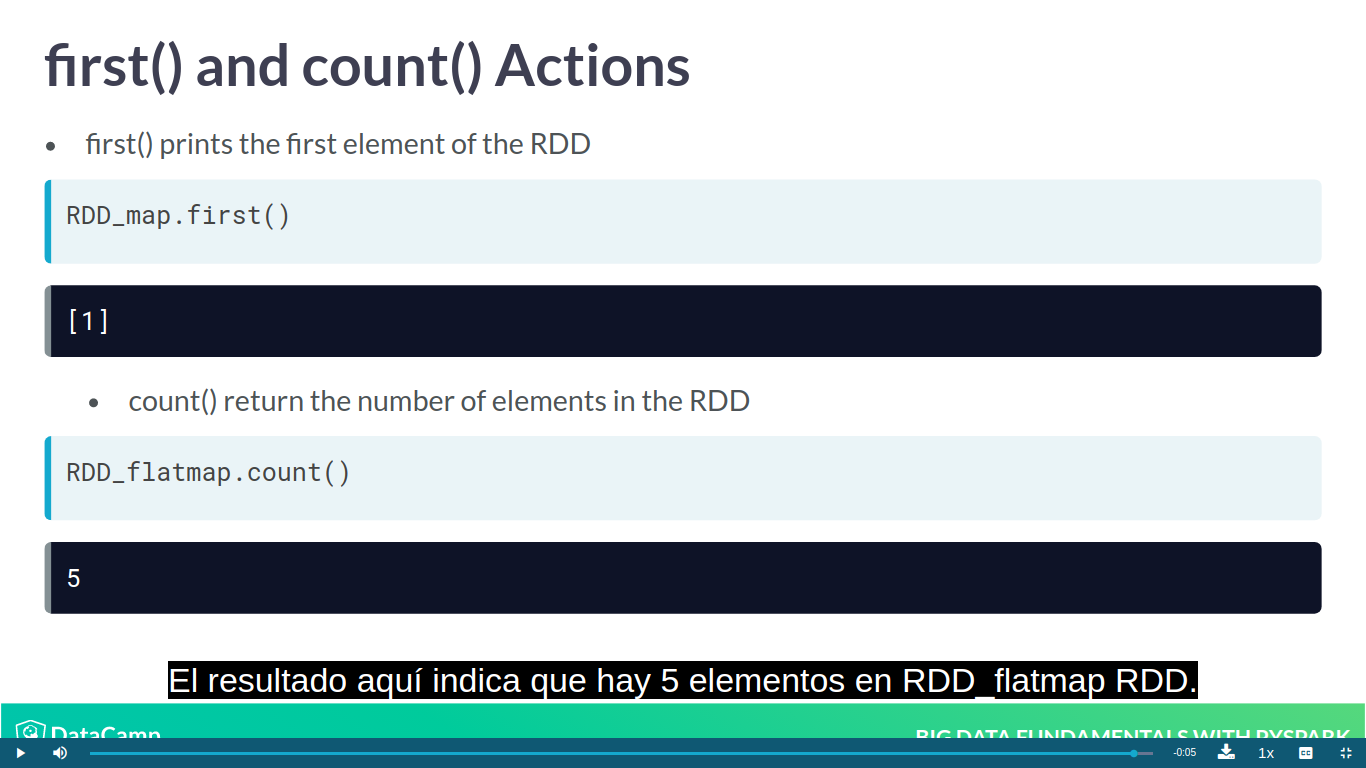 first() and count() Actions
• first() prints the first element of the RDD
RDD_map.first()
[1]
• count() return the number of elements in the RDD
RDD_flatmap.count()
5
El resultado aquí indica que hay 5 elementos en RDD_flatmap RDD.
DataCamp
BIG DATA FUNDAMENTALS WITH PYSPARK
-0:05
1x
CC